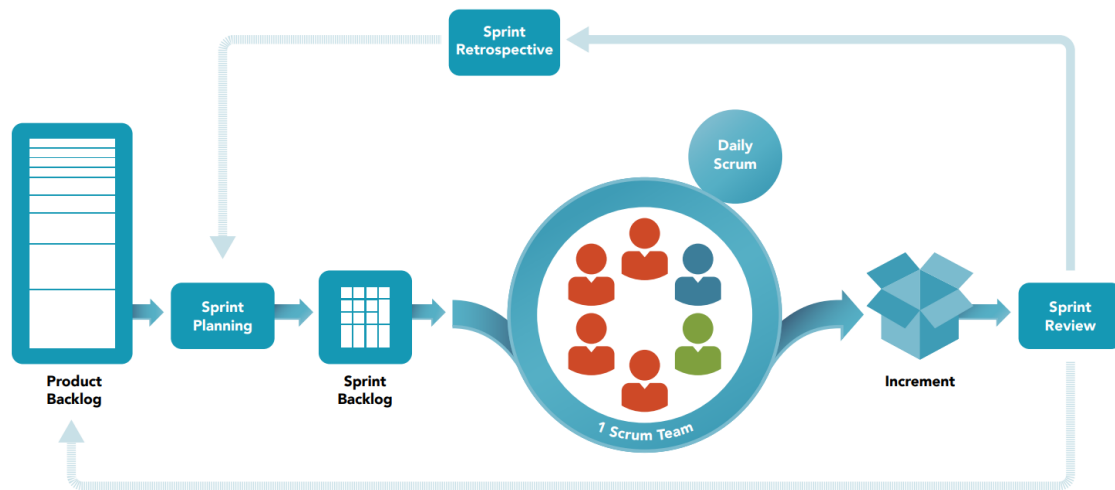 Sprint
Retrospective
Daily
Scrum
Sprint
Planning
Sprint
Review
Product
Backlog
Sprint
Backlog
Increment
1 Scrum Team